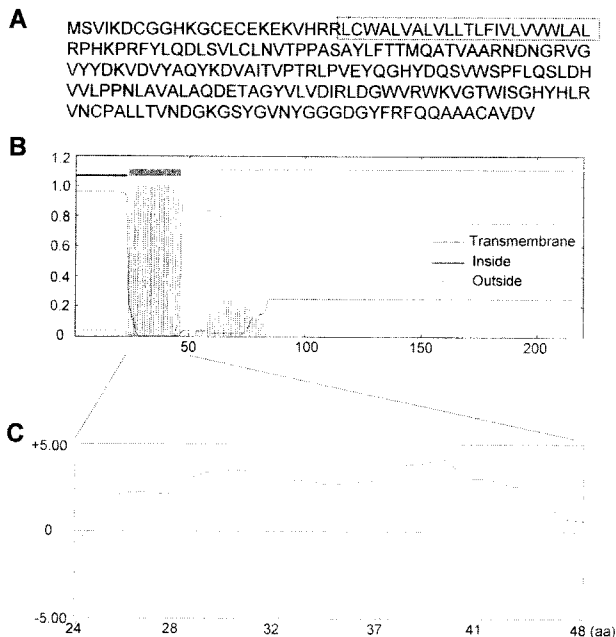 A
MSVIKDCGGHKGCECEKEKVHRRLCWALVALVLLTLFIVLVVWLAL
RPHKPRFYLQDLSVLCLNVTPPASAYLFTTMQATVAARNDNGRVG
VYYDKVDVYAQYKDVAITVPTRLPVEYQGHYDQSVWSPFLQSLDH
VVLPPNLAVALAQDETAGYVLVDIRLDGWVRWKVGTWISGHYHLR
VNCPALLTVNDGKGSYGVNYGGGDGYFRFQQAAACAVDV
B
1.2
1.0
0.8
0.6
0.4
0.2
0
Transmembrane
Inside
Outside
50
100
150
200
C
+5.00
0
-5.00
24
28
32
37
41
48 (aa)